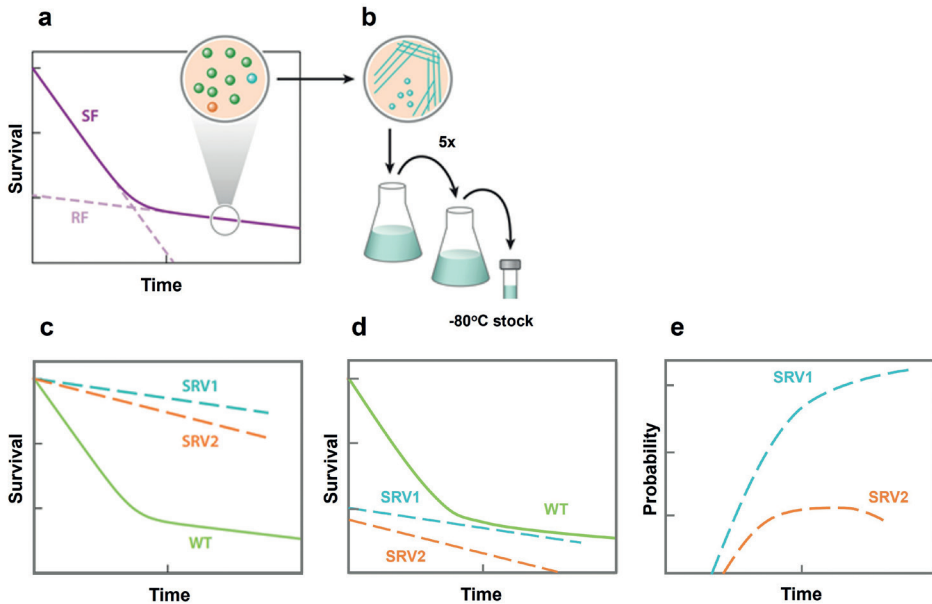 a
b
SF
RF
Survival
Time
5x
-80°C stock
c
d
e
SRV1
SRV2
WT
Survival
Time
SRV1
SRV2
WT
Survival
Time
SRV1
SRV2
Probability
Time